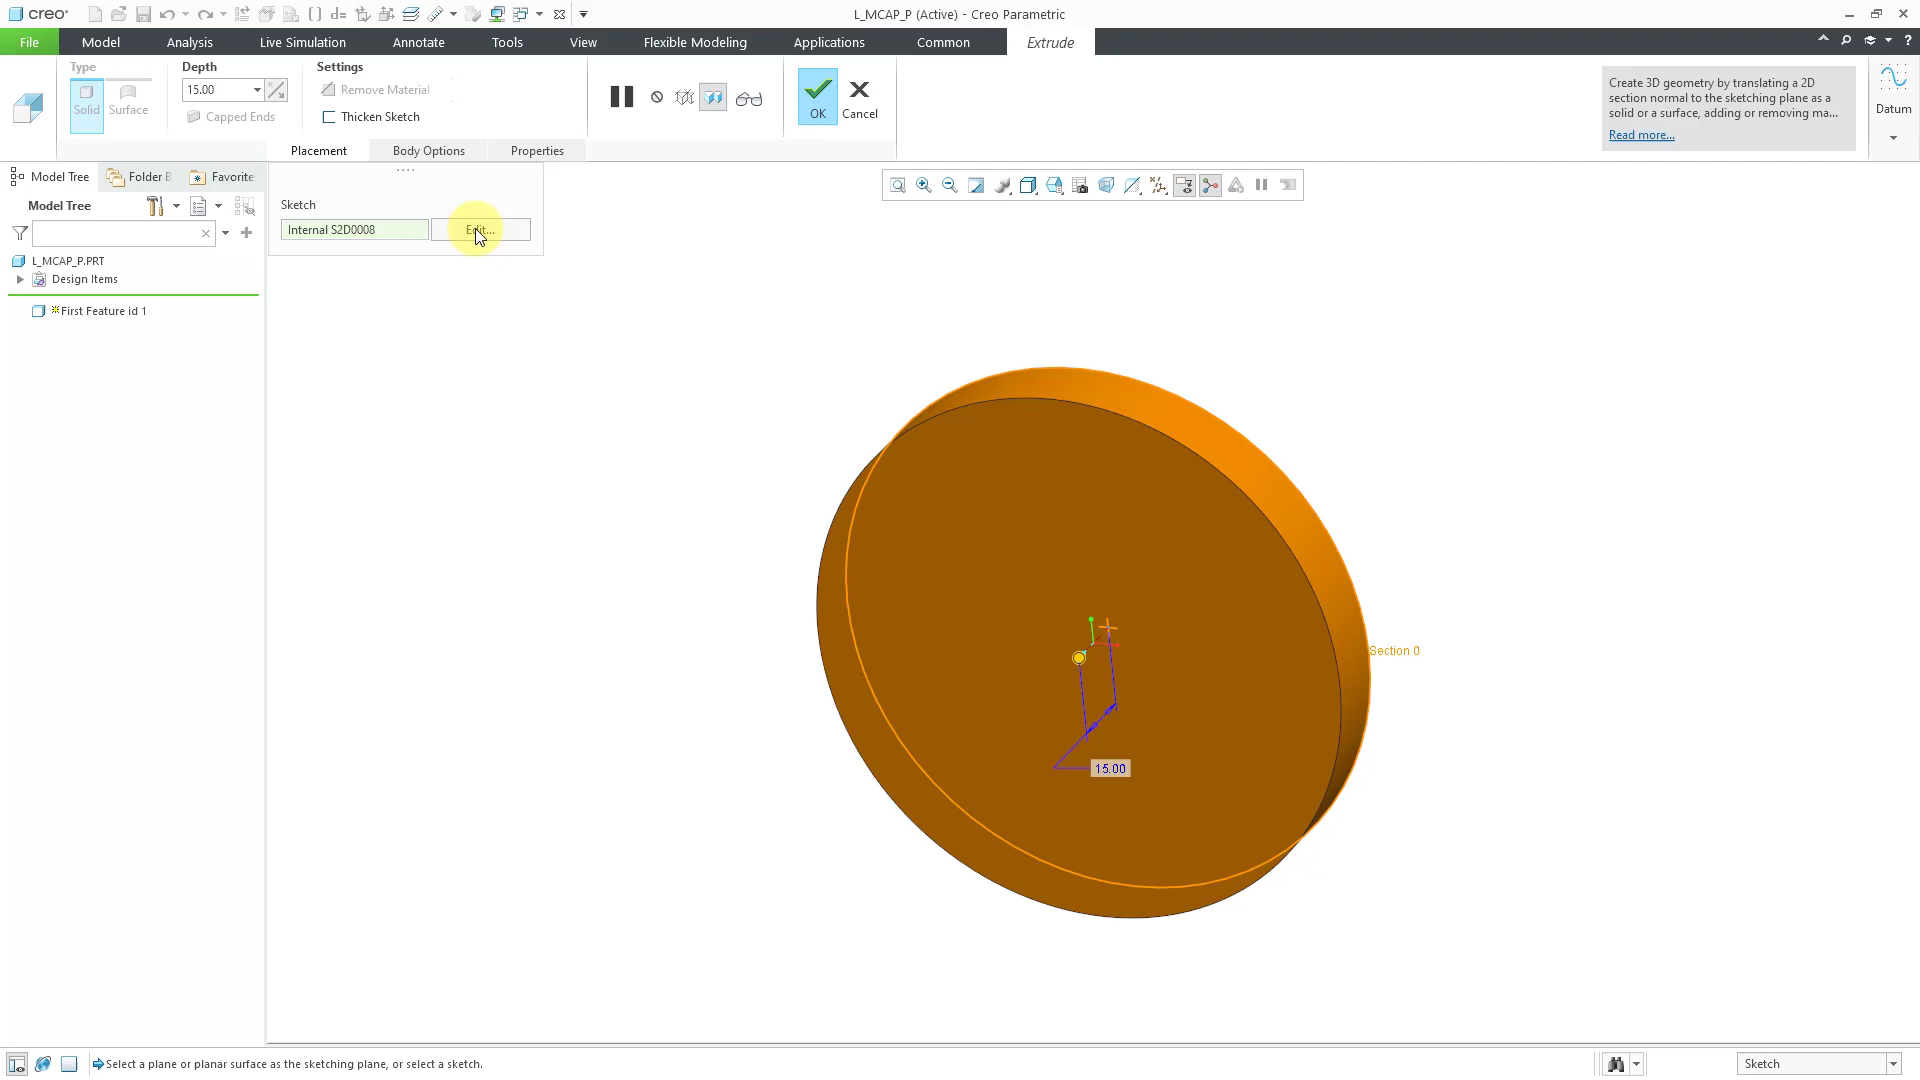 creo
L_MCAP_P (Active) - Creo Parametric
File
Model
Analysis
Live Simulation
Annotate
Tools
View
Flexible Modeling
Applications
Common
Extrude
Type
Solid
Surface
Depth
15.00
Capped Ends
Settings
Remove Material
Thicken Sketch
OK
Cancel
Create 3D geometry by translating a 2D
section normal to the sketching plane as a
solid or a surface, adding or removing ma...
Read more...
Datum
Placement
Body Options
Properties
Model Tree
Folder B
Favorite
Model Tree
L_MCAP_P.PRT
Design Items
First Feature id 1
Sketch
Internal S2D0008
Edit...
Section 0
15.00
Select a plane or planar surface as the sketching plane, or select a sketch.
Sketch